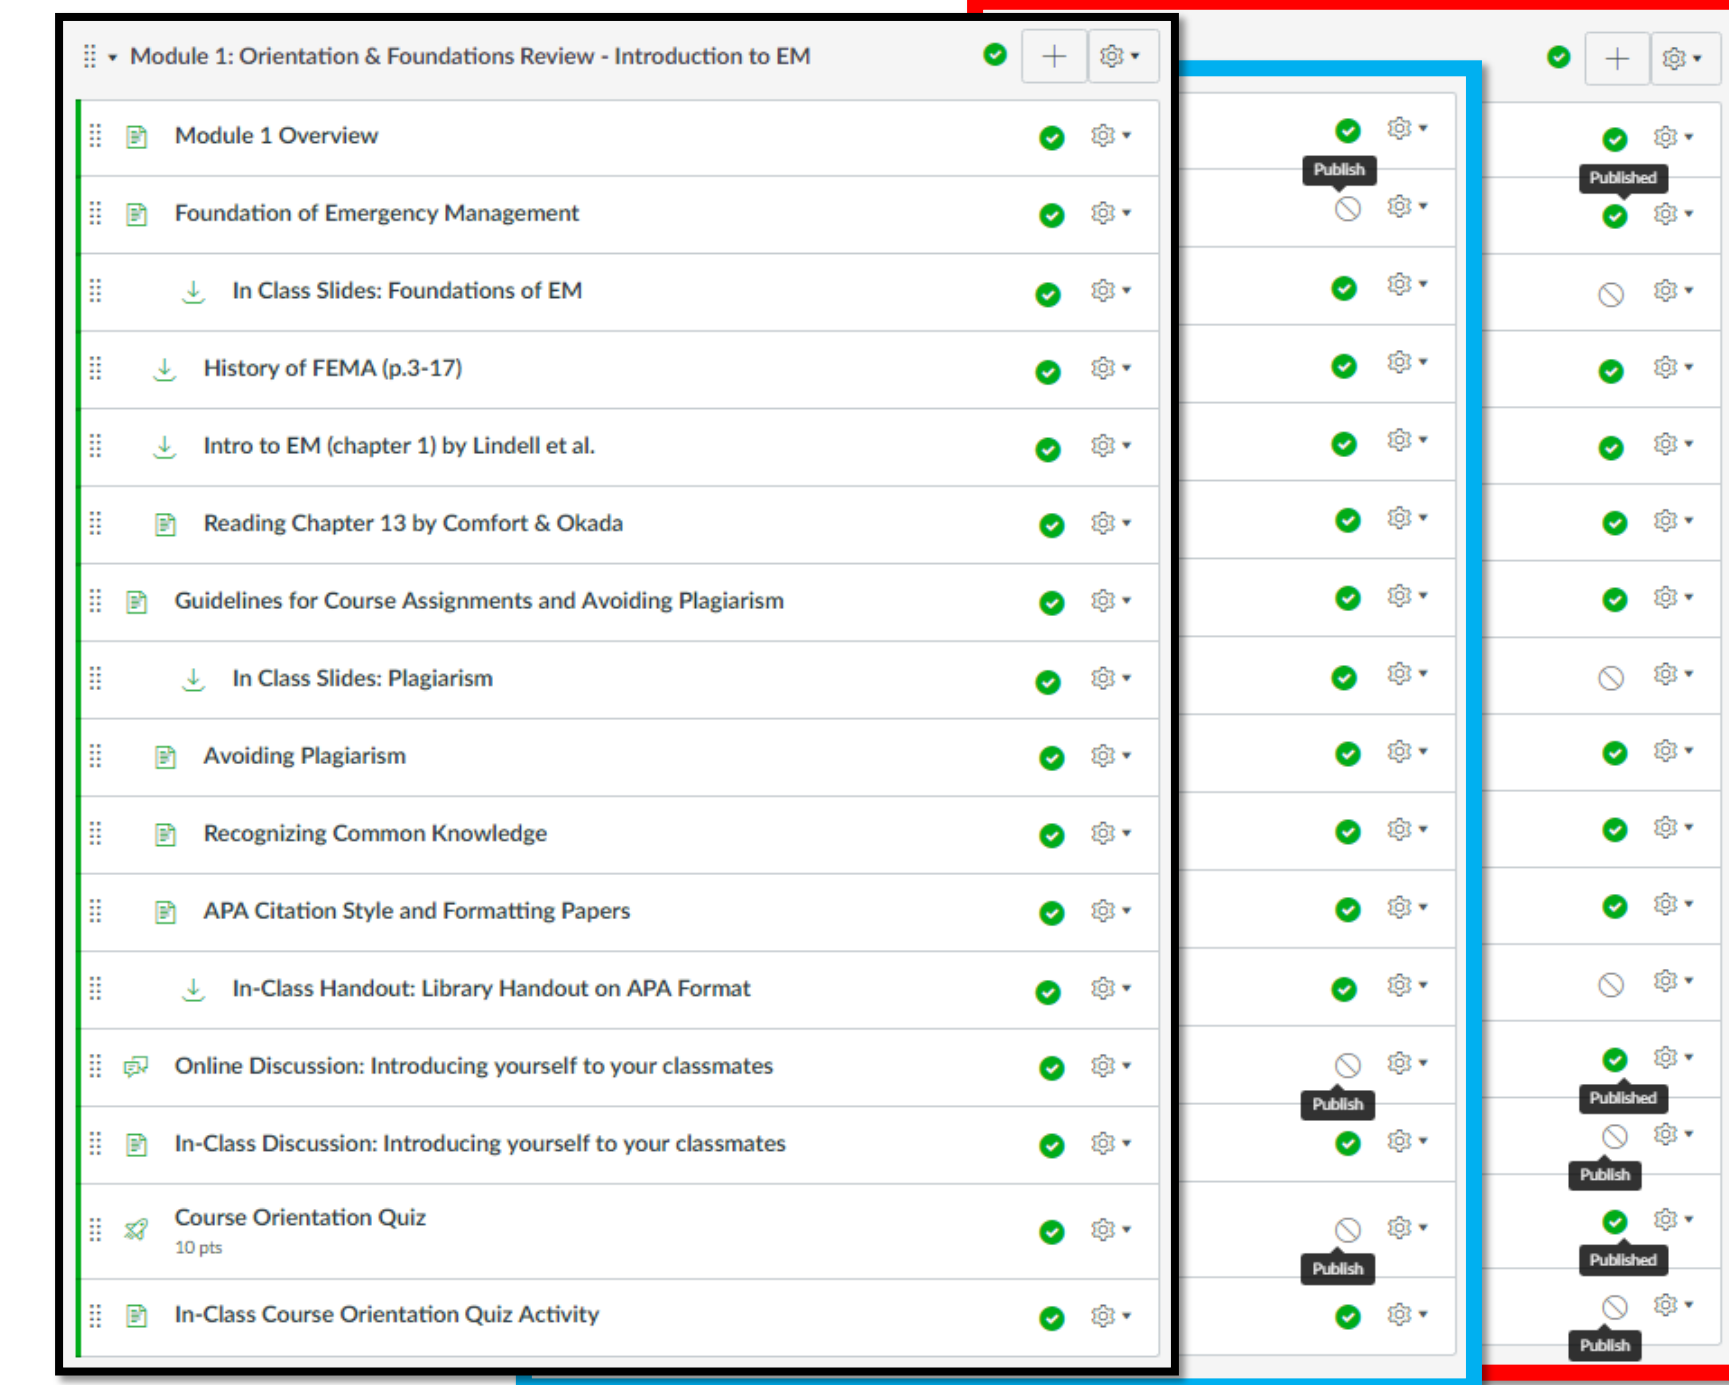 Module 1: Orientation & Foundations Review - Introduction to EM
Module 1 Overview
Foundation of Emergency Management
In Class Slides: Foundations of EM
History of FEMA (p.3-17)
Intro to EM (chapter 1) by Lindell et al.
Reading Chapter 13 by Comfort & Okada
Guidelines for Course Assignments and Avoiding Plagiarism
In Class Slides: Plagiarism
Avoiding Plagiarism
Recognizing Common Knowledge
APA Citation Style and Formatting Papers
In-Class Handout: Library Handout on APA Format
Online Discussion: Introducing yourself to your classmates
In-Class Discussion: Introducing yourself to your classmates
Course Orientation Quiz
10 pts
In-Class Course Orientation Quiz Activity
Publish
Publish
Publish
Published
Published
Publish
Published
Publish